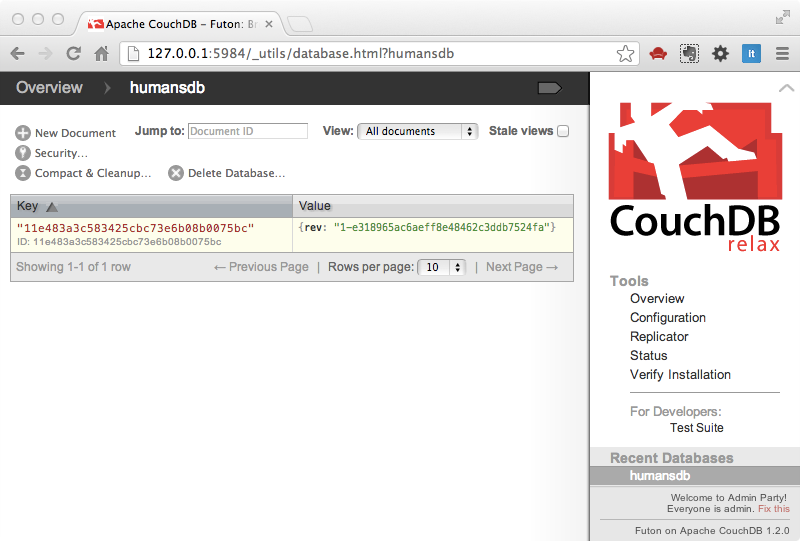 Apache CouchDB – Futon: Br
127.0.0.1:5984/_utils/database.html?humansdb
lt
Overview
humansdb
New Document
Jump to: Document ID
View: All documents
Stale views
Security…
Compact & Cleanup…
Delete Database…
Key
Value
"11e483a3c583425cbc73e6b08b0075bc"
ID: 11e483a3c583425cbc73e6b08b0075bc
{rev: "1-e318965ac6aeff8e48462c3ddb7524fa"}
Showing 1-1 of 1 row
← Previous Page | Rows per page: 10 | Next Page →
CouchDB
relax
Tools
Overview
Configuration
Replicator
Status
Verify Installation
For Developers:
Test Suite
Recent Databases
humansdb
Welcome to Admin Party!
Everyone is admin. Fix this
Futon on Apache CouchDB 1.2.0